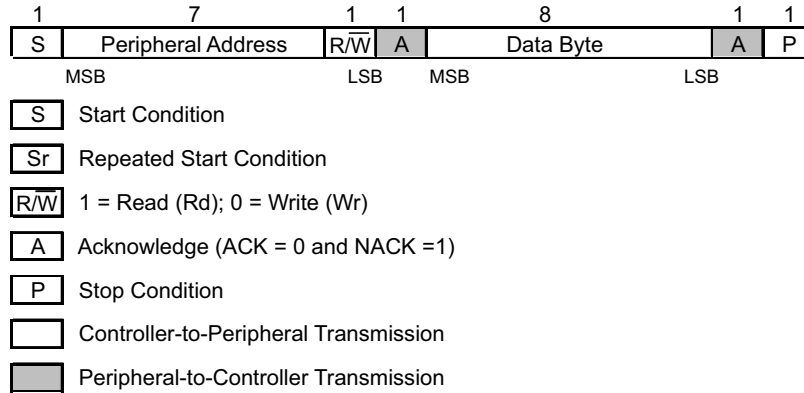 1 7 1 1 8 1 1
S Peripheral Address R/W̅ A Data Byte A P
MSB LSB MSB LSB
S Start Condition
Sr Repeated Start Condition
R/W̅ 1 = Read (Rd); 0 = Write (Wr)
A Acknowledge (ACK = 0 and NACK =1)
P Stop Condition
Controller-to-Peripheral Transmission
Peripheral-to-Controller Transmission